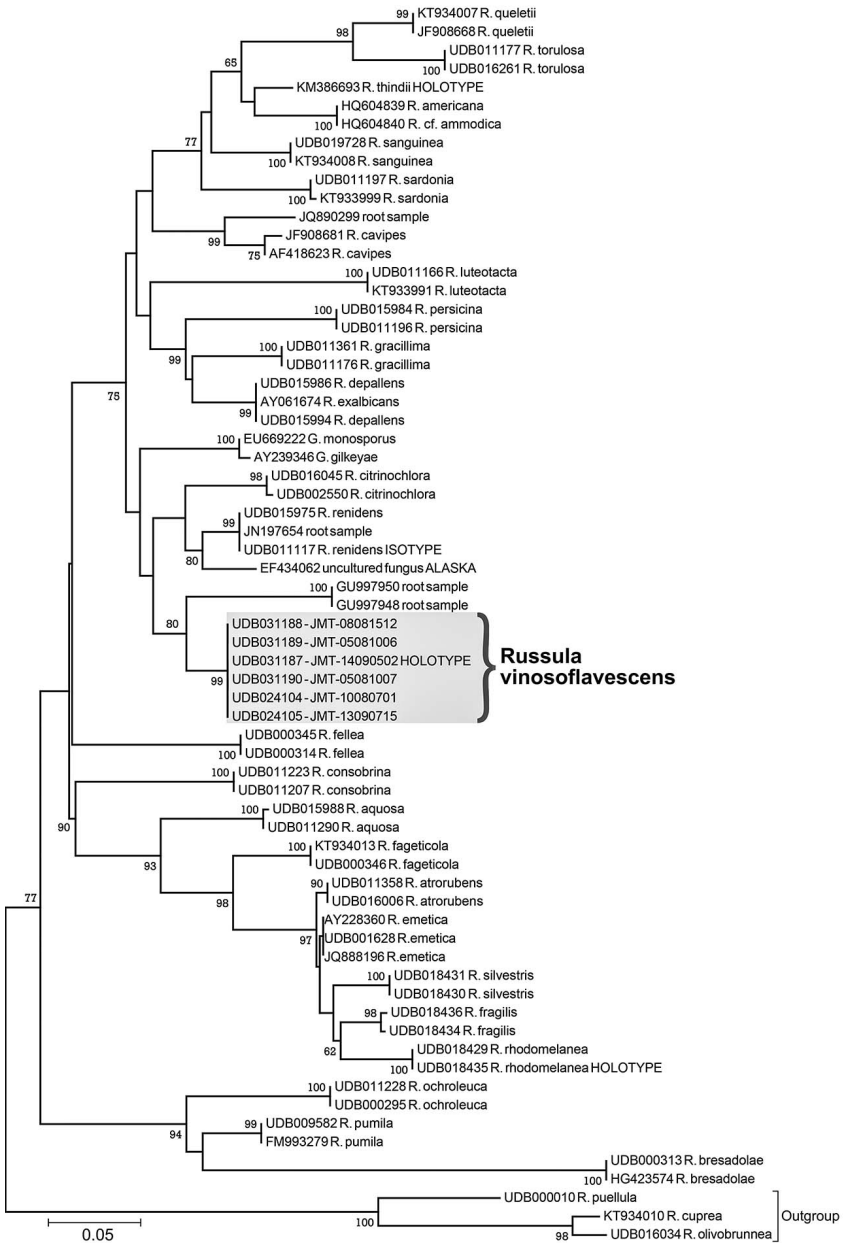 99
KT934007 R. queletii
98
JF908668 R. queletii
UDB011177 R. torulosa
65
100
UDB016261 R. torulosa
KM386693 R. thindii HOLOTYPE
HQ604839 R. americana
100
HQ604840 R. cf. ammodica
77
UDB019728 R. sanguinea
100
KT934008 R. sanguinea
UDB011197 R. sardonia
100
KT933999 R. sardonia
JQ890299 root sample
99
JF908681 R. cavipes
75
AF418623 R. cavipes
100
UDB011166 R. luteotacta
KT933991 R. luteotacta
100
UDB015984 R. persicina
UDB011196 R. persicina
99
100
UDB011361 R. gracillima
UDB011176 R. gracillima
UDB015986 R. depallens
75
AY061674 R. exalbicans
99
UDB015994 R. depallens
100
EU669222 G. monosporus
AY239346 G. gilkeyae
98
UDB016045 R. citrinochlora
UDB002550 R. citrinochlora
UDB015975 R. renidens
99
JN197654 root sample
UDB011117 R. renidens ISOTYPE
80
EF434062 uncultured fungus ALASKA
100
GU997950 root sample
GU997948 root sample
80
UDB031188-JMT-08081512
UDB031189-JMT-05081006
UDB031187-JMT-14090502 HOLOTYPE
Russula
vinosoflavescens
99
UDB031190-JMT-05081007
UDB024104-JMT-10080701
UDB024105-JMT-13090715
UDB000345 R. fellea
100
UDB000314 R. fellea
100
UDB011223 R. consobrina
UDB011207 R. consobrina
90
100
UDB015988 R. aquosa
UDB011290 R. aquosa
93
100
KT934013 R. fageticola
UDB000346 R. fageticola
77
98
90
UDB011358 R. atrorubens
UDB016006 R. atrorubens
AY228360 R. emetica
97
UDB001628 R. emetica
JQ888196 R. emetica
100
UDB018431 R. silvestris
UDB018430 R. silvestris
98
UDB018436 R. fragilis
UDB018434 R. fragilis
62
UDB018429 R. rhodomelanea
100
UDB018435 R. rhodomelanea HOLOTYPE
100
UDB011228 R. ochroleuca
UDB000295 R. ochroleuca
94
99
UDB009582 R. pumila
FM993279 R. pumila
UDB000313 R. bresadolae
100
HG423574 R. bresadolae
UDB000010 R. puellula
100
KT934010 R. cuprea
Outgroup
98
UDB016034 R. olivobrunnea
0.05